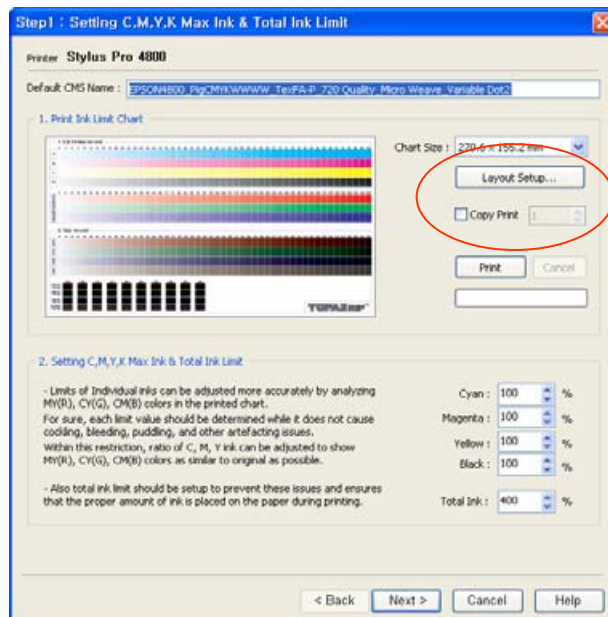 Step1 : Setting C,M,Y,K Max Ink & Total Ink Limit
Printer Stylus Pro 4800
Default CMS Name : EPSON4800_PigCMYKWWWW_TexFA-P_720 Quality_Micro Weave_Variable Dot2
1. Print Ink Limit Chart
Chart Size : 270.6 x 155.2 mm
Layout Setup...
Copy Print 1
Print Cancel
TOPAZRIP
2. Setting C,M,Y,K Max Ink & Total Ink Limit
- Limits of Individual inks can be adjusted more accurately by analyzing
MY(R), CY(G), CM(B) colors in the printed chart.
For sure, each limit value should be determined while it does not cause
cockling, bleeding, puddling, and other artefacting issues.
Within this restriction, ratio of C, M, Y ink can be adjusted to show
MY(R), CY(G), CM(B) colors as similar to original as possible.
- Also total ink limit should be setup to prevent these issues and ensures
that the proper amount of ink is placed on the paper during printing.
Cyan : 100 %
Magenta : 100 %
Yellow : 100 %
Black : 100 %
Total Ink : 400 %
< Back Next > Cancel Help